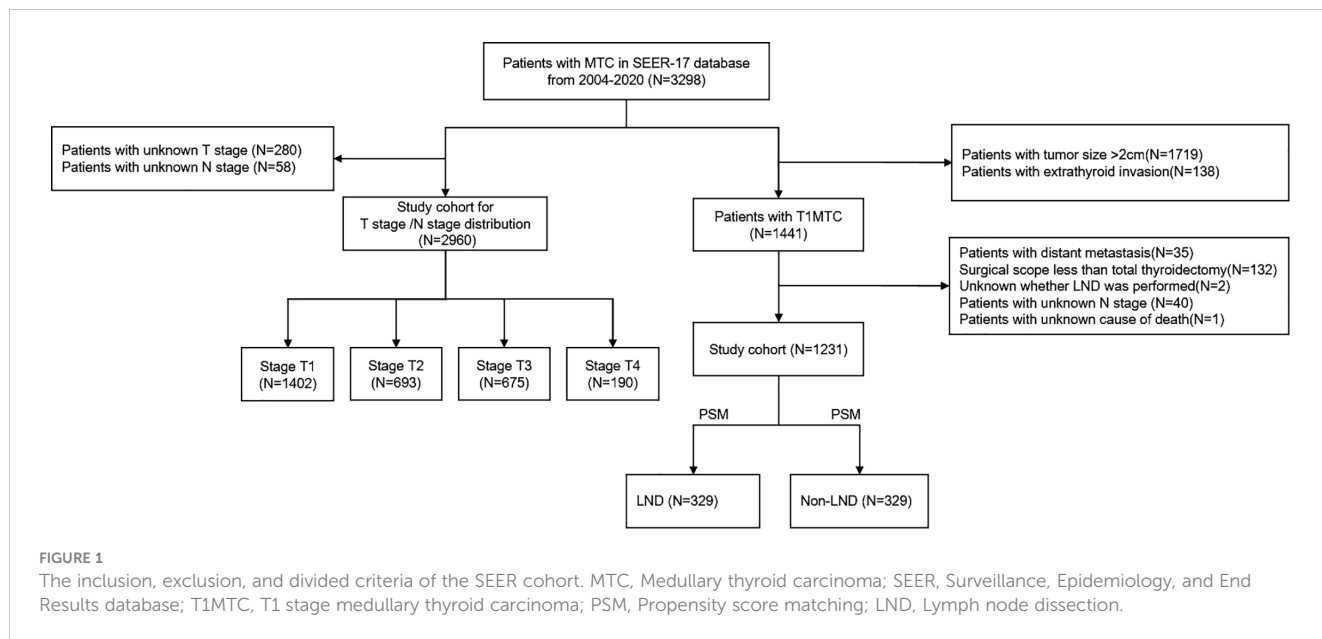 Patients with MTC in SEER-17 database
from 2004-2020 (N=3298)
Patients with unknown T stage (N=280)
Patients with unknown N stage (N=58)
Patients with tumor size >2cm(N=1719)
Patients with extrathyroid invasion(N=138)
Study cohort for
T stage /N stage distribution
(N=2960)
Patients with T1MTC
(N=1441)
Patients with distant metastasis(N=35)
Surgical scope less than total thyroidectomy(N=132)
Unknown whether LND was performed(N=2)
Patients with unknown N stage (N=40)
Patients with unknown cause of death(N=1)
Stage T1
(N=1402)
Stage T2
(N=693)
Stage T3
(N=675)
Stage T4
(N=190)
Study cohort (N=1231)
PSM
PSM
LND (N=329)
Non-LND (N=329)
FIGURE 1
The inclusion, exclusion, and divided criteria of the SEER cohort. MTC, Medullary thyroid carcinoma; SEER, Surveillance, Epidemiology, and End
Results database; T1MTC, T1 stage medullary thyroid carcinoma; PSM, Propensity score matching; LND, Lymph node dissection.